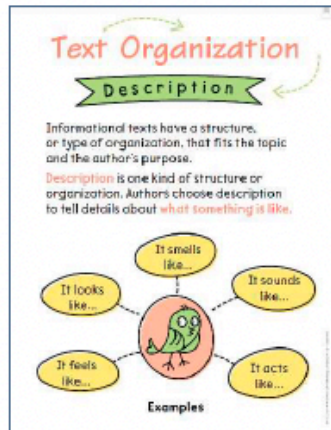 Text Organization
Description
Informational texts have a structure,
or type of organization, that fits the topic
and the author's purpose.
Description is one kind of structure or
organization. Authors choose description
to tell details about what something is like.
It smells
like...
It looks
like...
It sounds
like...
It feels
like...
It acts
like...
Examples